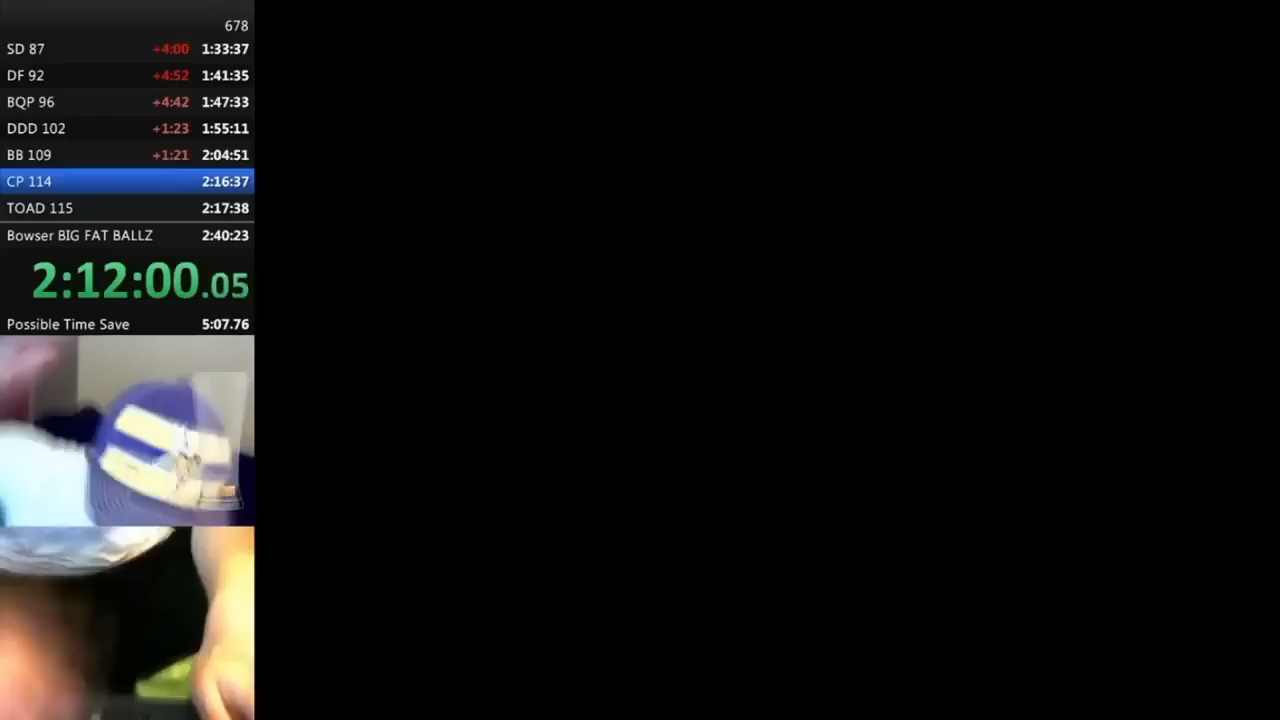 678
SD 87 +4:00 1:33:37
DF 92 +4:52 1:41:35
BQP 96 +4:42 1:47:33
DDD 102 +1:23 1:55:11
BB 109 +1:21 2:04:51
CP 114 2:16:37
TOAD 115 2:17:38
Bowser BIG FAT BALLZ 2:40:23
2:12:00.05
Possible Time Save 5:07.76